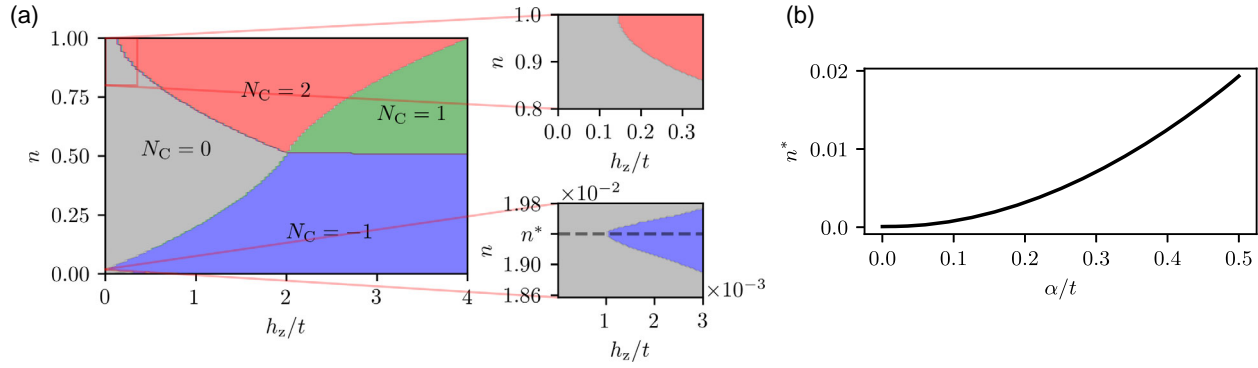 (a)
1.00
0.75
0.50
0.25
0.00
n
N_C = 2
N_C = 1
N_C = 0
N_C = −1
0 1 2 3 4
h_z/t
1.0
0.9
0.8
n
0.0 0.1 0.2 0.3
h_z/t
×10^−2
1.98
n*
1.90
1.86
n
×10^−3
1 2 3
h_z/t
(b)
0.02
0.01
0.0
n*
0.0 0.1 0.2 0.3 0.4 0.5
α/t